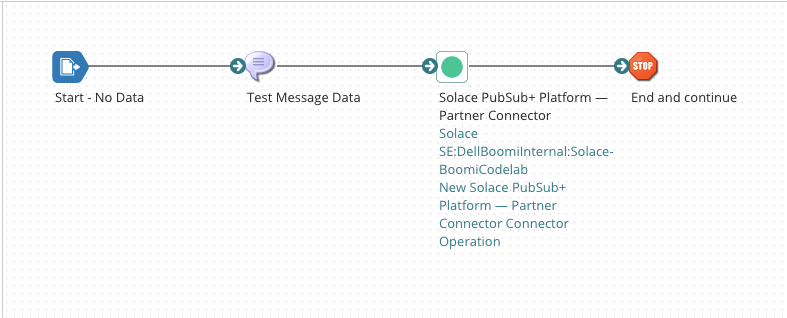 STOP
Start - No Data
Test Message Data
Solace PubSub+ Platform —
Partner Connector
Solace
SE:DellBoomiInternal:Solace-
BoomiCodelab
New Solace PubSub+
Platform — Partner
Connector Connector
Operation
End and continue